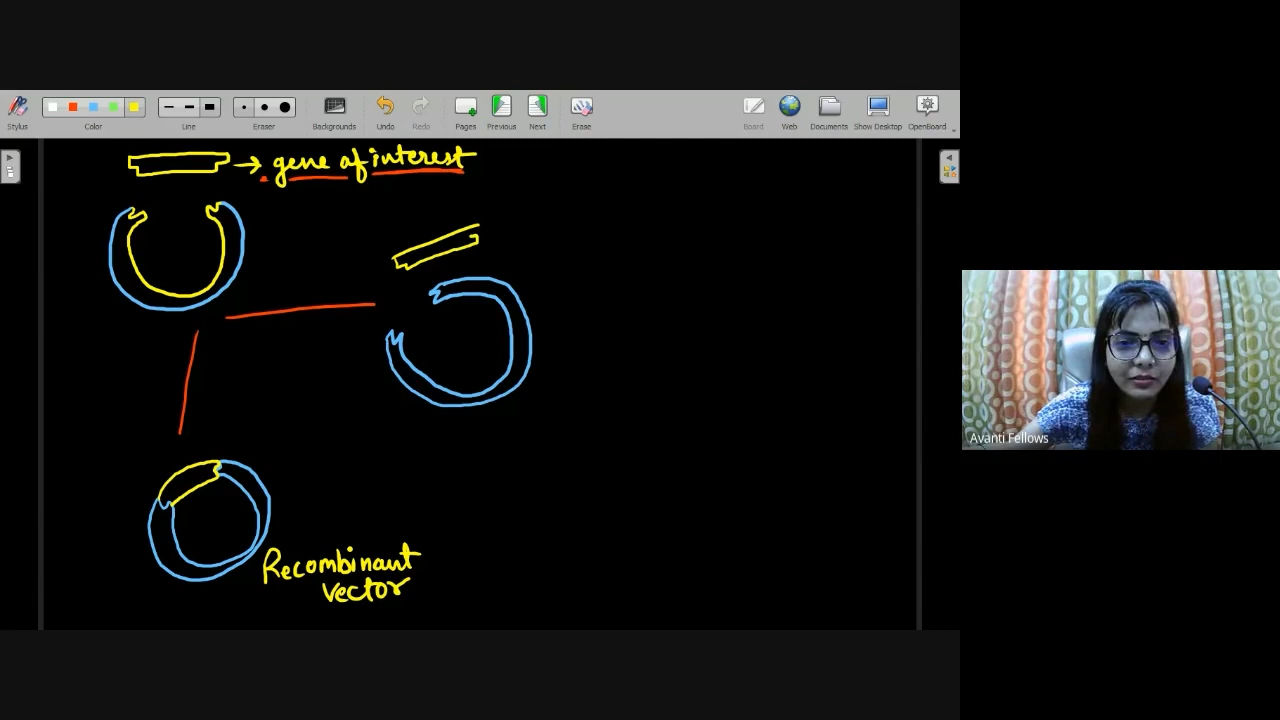 Stylus Color Line Eraser Backgrounds Undo Redo Pages Previous Next Erase Board Web Documents Show Desktop OpenBoard
gene of interest
Avanti Fellows
Recombinant
vector